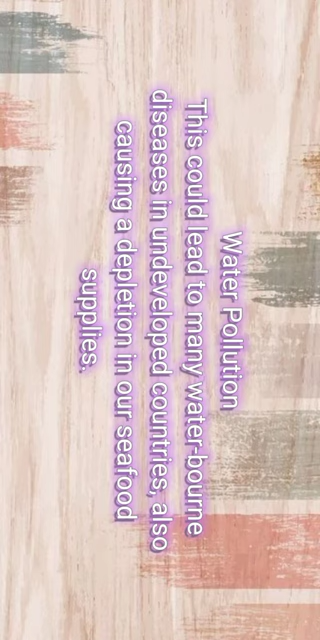 Water Pollution
This could lead to many water-bourne
diseases in undeveloped countries, also
causing a depletion in our seafood
supplies.